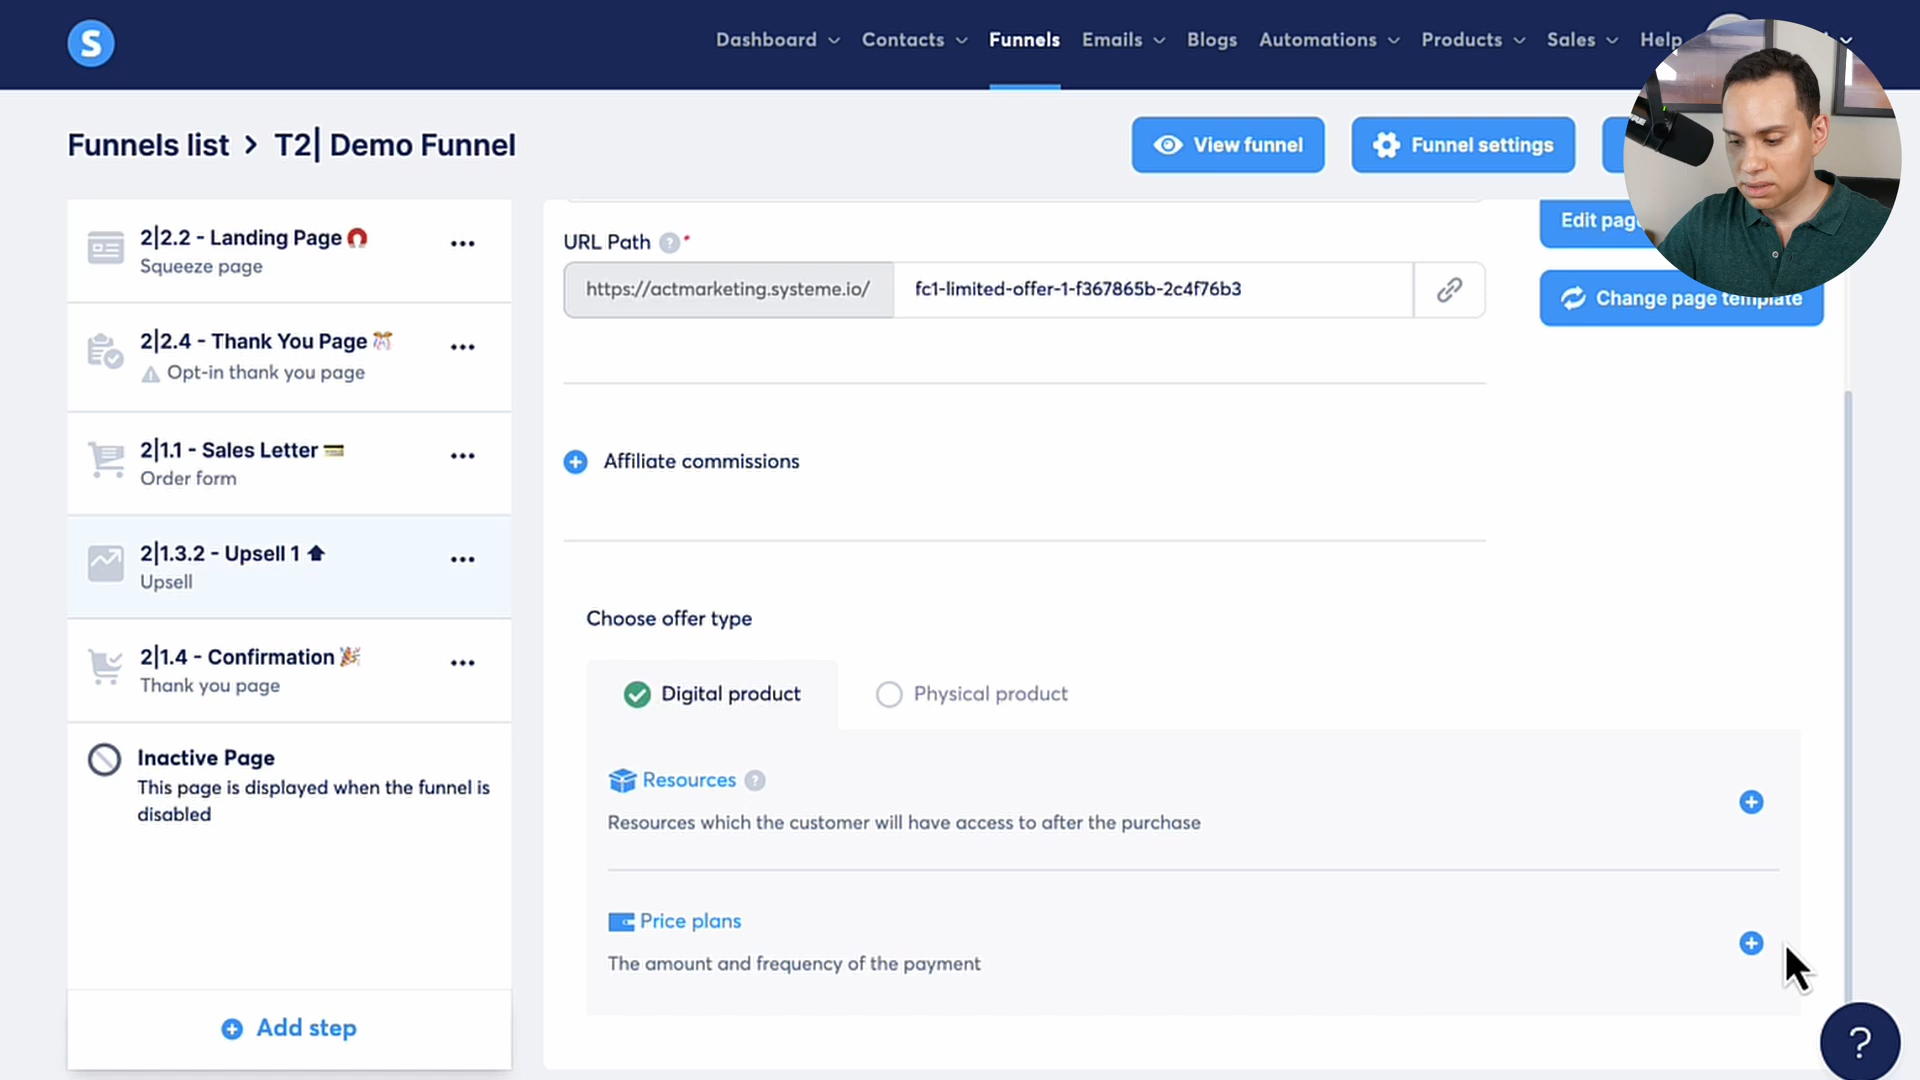 S
Dashboard
Contacts
Funnels
Emails
Blogs
Automations
Products
Sales
Help
Funnels list > T2| Demo Funnel
View funnel
Funnel settings
2|2.2 - Landing Page
Squeeze page
2|2.4 - Thank You Page
Opt-in thank you page
2|1.1 - Sales Letter
Order form
2|1.3.2 - Upsell 1
Upsell
2|1.4 - Confirmation
Thank you page
Inactive Page
This page is displayed when the funnel is
disabled
Add step
URL Path ? *
https://actmarketing.systeme.io/
fc1-limited-offer-1-f367865b-2c4f76b3
Edit
Change page template
Affiliate commissions
Choose offer type
Digital product
Physical product
Resources ?
Resources which the customer will have access to after the purchase
Price plans
The amount and frequency of the payment
?